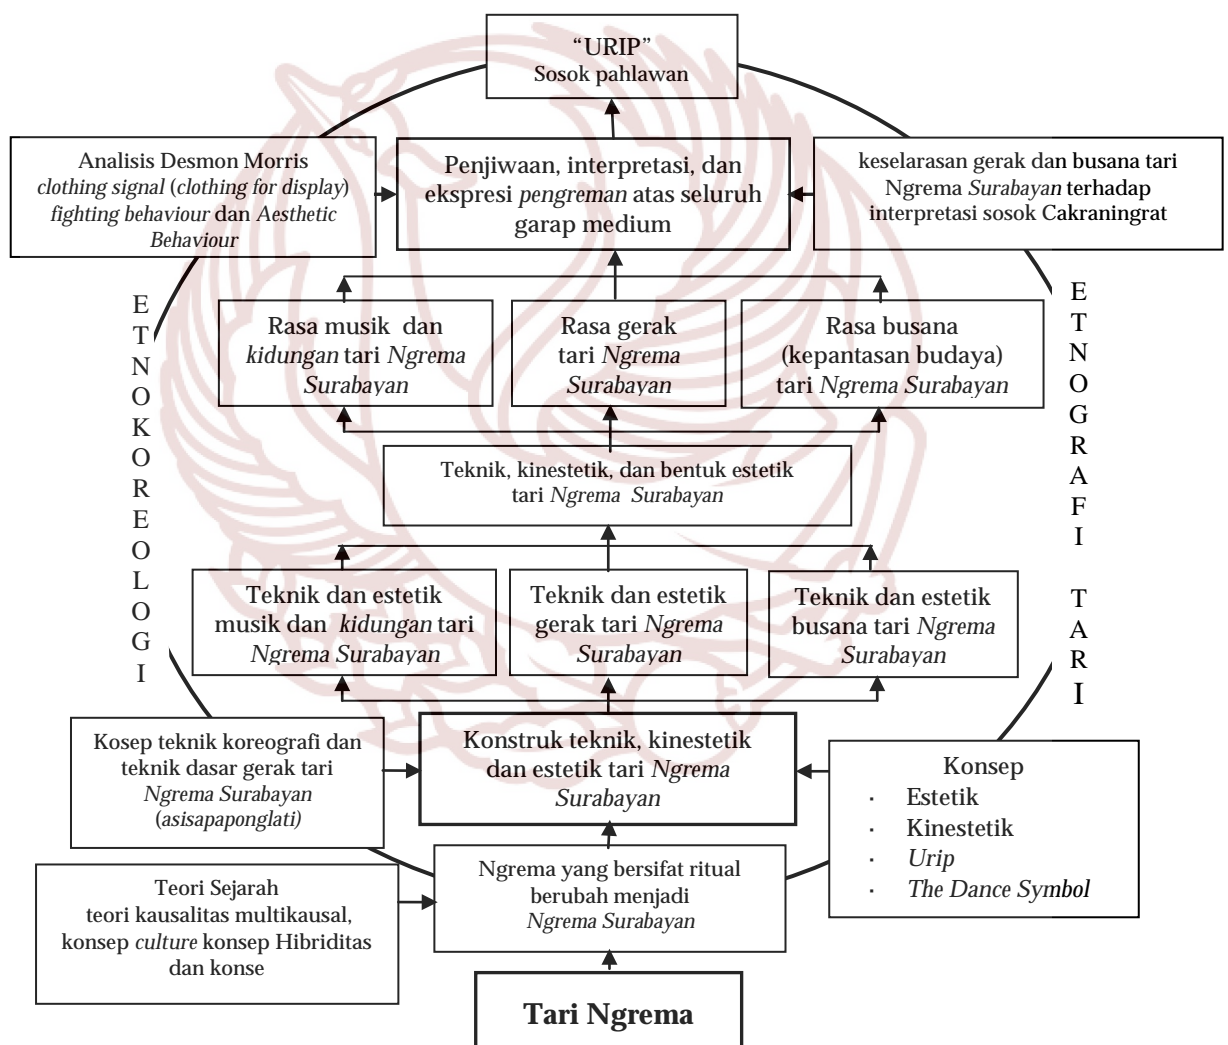 “URIP”
Sosok pahlawan
Analisis Desmon Morris
clothing signal (clothing for display)
fighting behaviour dan Aesthetic
Behaviour
Penjiwaan, interpretasi, dan
ekspresi pengreman atas seluruh
garap medium
keselarasan gerak dan busana tari
Ngrema Surabayan terhadap
interpretasi sosok Cakraningrat
ETNOKOREOLOGI
ETNOGRAFI TARI
Rasa musik dan
kidungan tari Ngrema
Surabayan
Rasa gerak
tari Ngrema
Surabayan
Rasa busana
(kepantasan budaya)
tari Ngrema Surabayan
Teknik, kinestetik, dan bentuk estetik
tari Ngrema Surabayan
Teknik dan estetik
musik dan kidungan tari
Ngrema Surabayan
Teknik dan estetik
gerak tari Ngrema
Surabayan
Teknik dan estetik
busana tari Ngrema
Surabayan
Kosep teknik koreografi dan
teknik dasar gerak tari
Ngrema Surabayan
(asisapaponglati)
Konstruk teknik, kinestetik
dan estetik tari Ngrema
Surabayan
Konsep
· Estetik
· Kinestetik
· Urip
· The Dance Symbol
Teori Sejarah
teori kausalitas multikausal,
konsep culture konsep Hibriditas
dan konse
Ngrema yang bersifat ritual
berubah menjadi
Ngrema Surabayan
Tari Ngrema